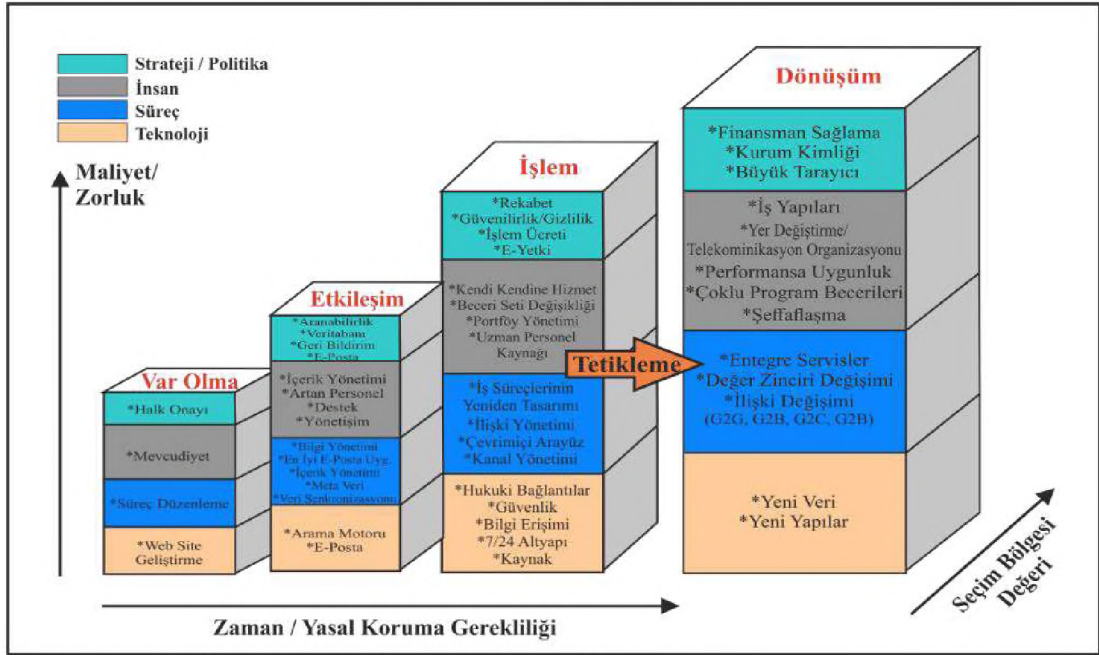 Strateji / Politika
İnsan
Süreç
Teknoloji
Maliyet/
Zorluk
Var Olma
*Halk Onayı
*Mevcudiyet
*Süreç Düzenleme
*Web Site
Geliştirme
Etkileşim
*Aranabilirlik
*Veritabanı
*Geri Bildirim
*E-Posta
*İçerik Yönetimi
*Artan Personel
*Destek
*Yönetişim
*Bilgi Yönetimi
*En İyi E-Posta Uyg.
*İçerik Yönetimi
*Meta Veri
*Veri Senkronizasyonu
*Arama Motoru
*E-Posta
İşlem
*Rekabet
*Güvenilirlik/Gizlilik
*İşlem Ücreti
*E-Yetki
*Kendi Kendine Hizmet
*Beceri Seti Değişikliği
*Portföy Yönetimi
*Uzman Personel
Kaynağı
*İş Süreçlerinin
Yeniden Tasarımı
*İlişki Yönetimi
*Çevrimiçi Arayüz
*Kanal Yönetimi
*Hukuki Bağlantılar
*Güvenlik
*Bilgi Erişimi
*7/24 Altyapı
*Kaynak
Tetikleme
Dönüşüm
*Finansman Sağlama
*Kurum Kimliği
*Büyük Tarayıcı
*İş Yapıları
*Yer Değiştirme/
Telekominikasyon Organizasyonu
*Performansa Uygunluk
*Çoklu Program Becerileri
*Şeffaflaşma
*Entegre Servisler
*Değer Zinciri Değişimi
*İlişki Değişimi
(G2G, G2B, G2C, G2B)
*Yeni Veri
*Yeni Yapılar
Zaman / Yasal Koruma Gerekliliği
Seçim Bölgesi
Değeri